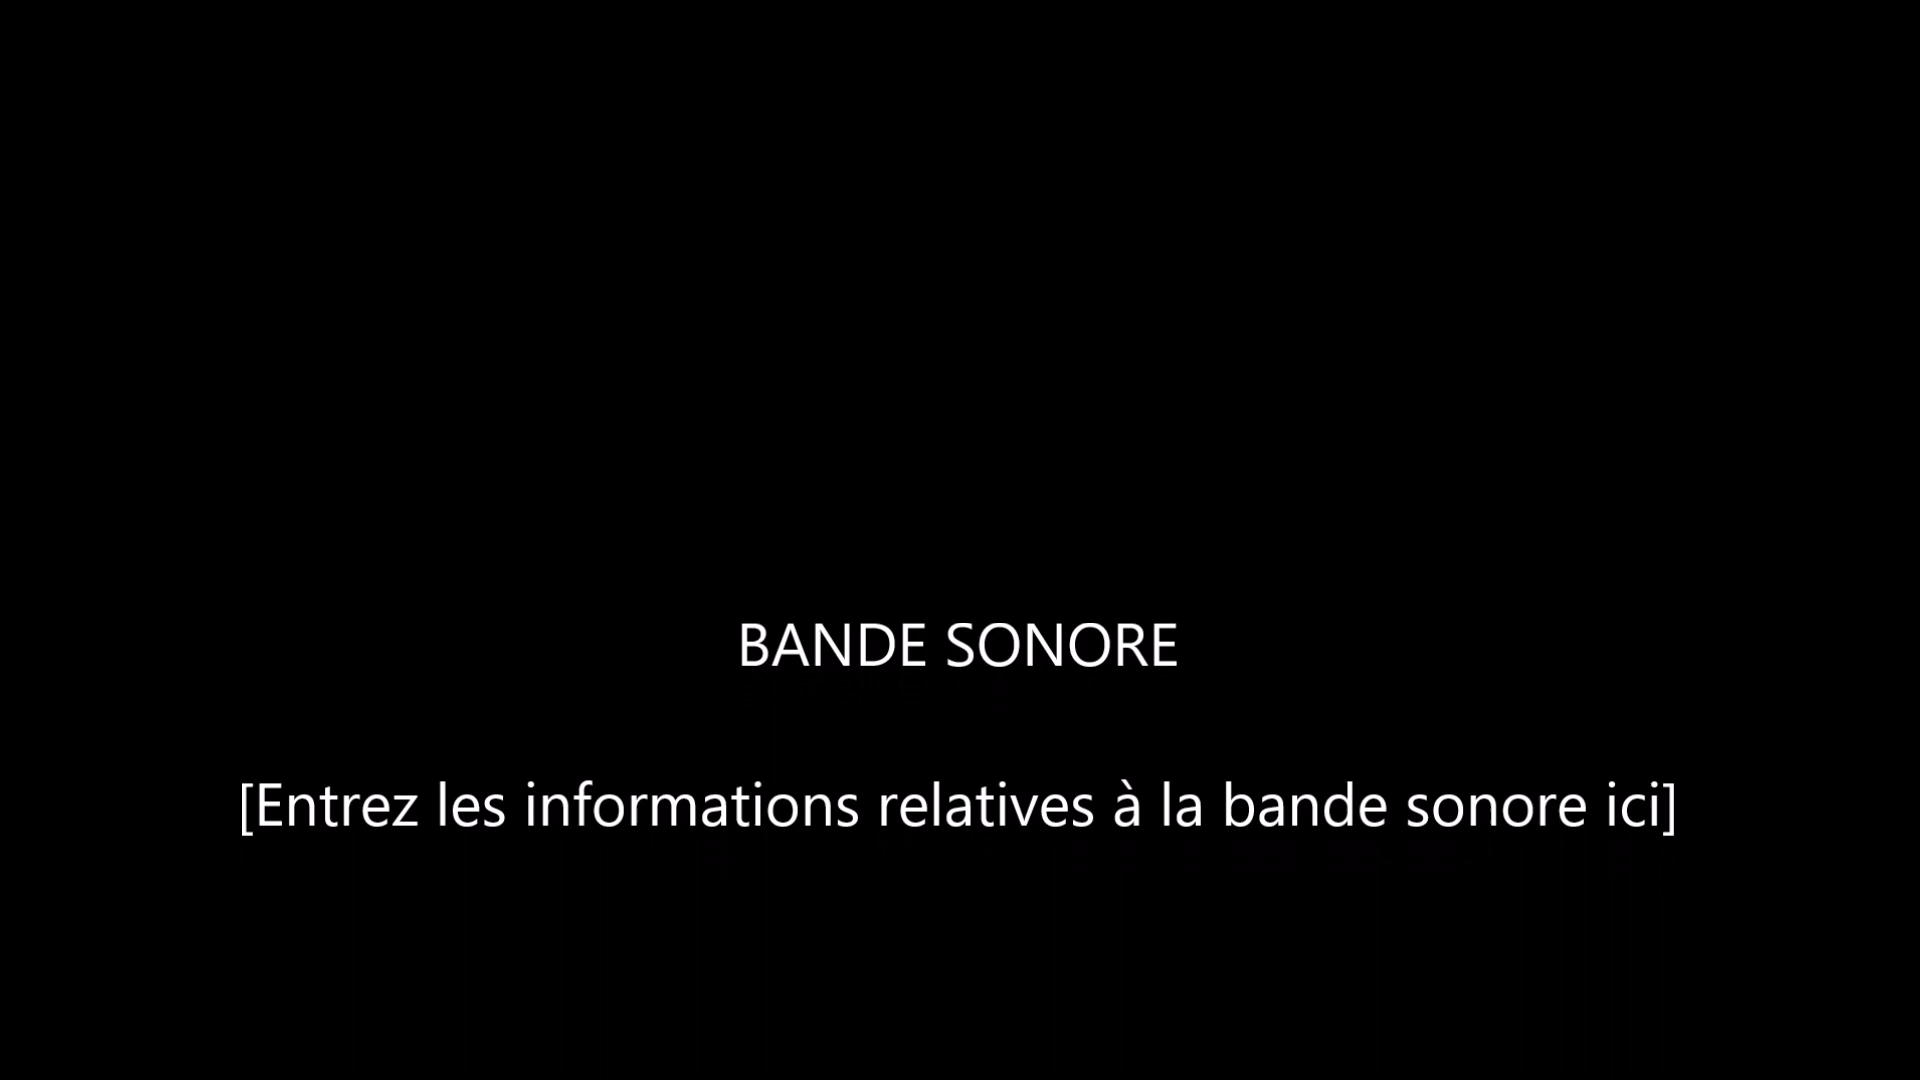 BANDE SONORE
[Entrez les informations relatives à la bande sonore ici]